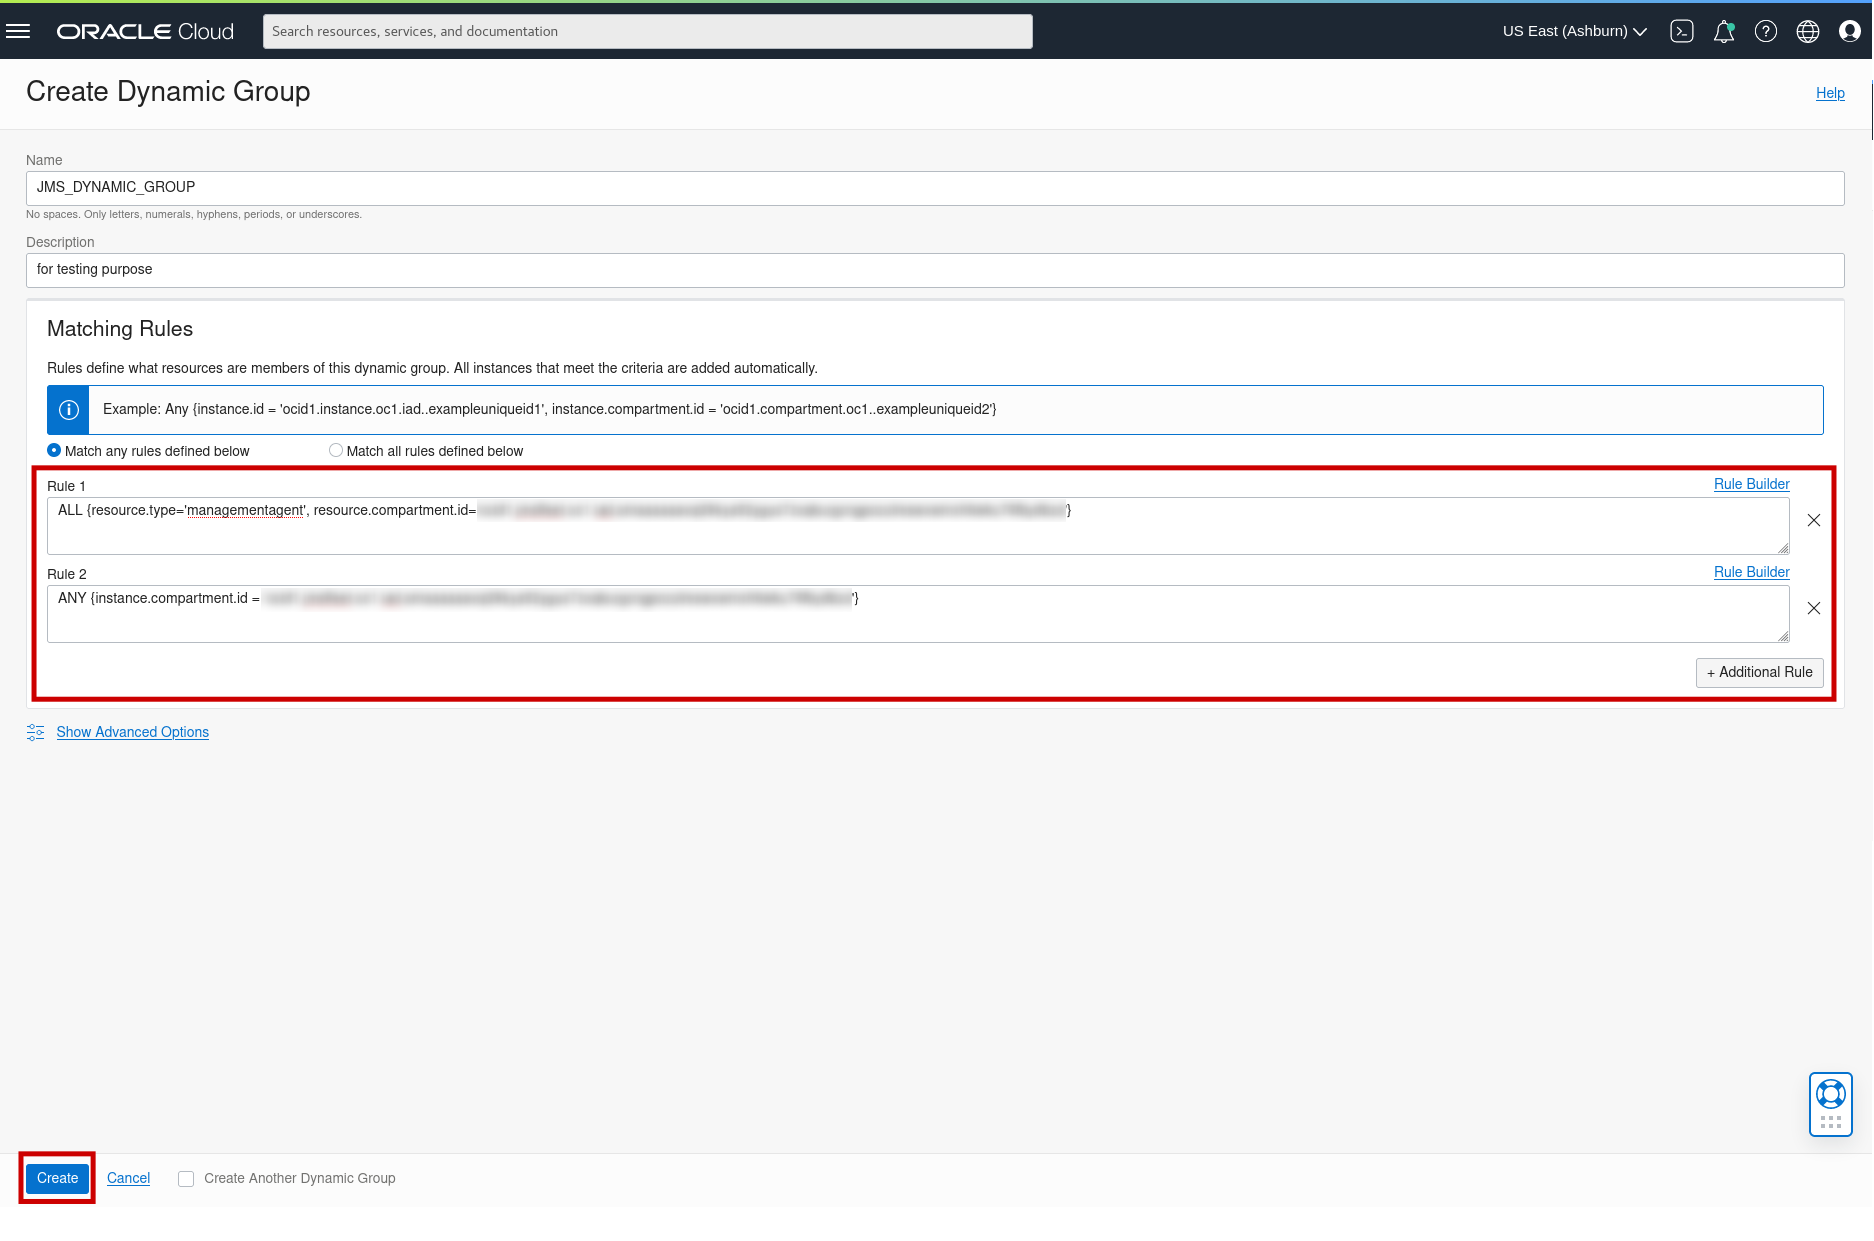 ORACLE Cloud
Search resources, services, and documentation
US East (Ashburn)
Create Dynamic Group
Help
Name
JMS_DYNAMIC_GROUP
No spaces. Only letters, numerals, hyphens, periods, or underscores.
Description
for testing purpose
Matching Rules
Rules define what resources are members of this dynamic group. All instances that meet the criteria are added automatically.
Example: Any {instance.id = 'ocid1.instance.oc1.iad..exampleuniqueid1', instance.compartment.id = 'ocid1.compartment.oc1..exampleuniqueid2'}
Match any rules defined below
Match all rules defined below
Rule 1
Rule Builder
ALL {resource.type='managementagent', resource.compartment.id= }
Rule 2
Rule Builder
ANY {instance.compartment.id = '}
+ Additional Rule
Show Advanced Options
Create
Cancel
Create Another Dynamic Group